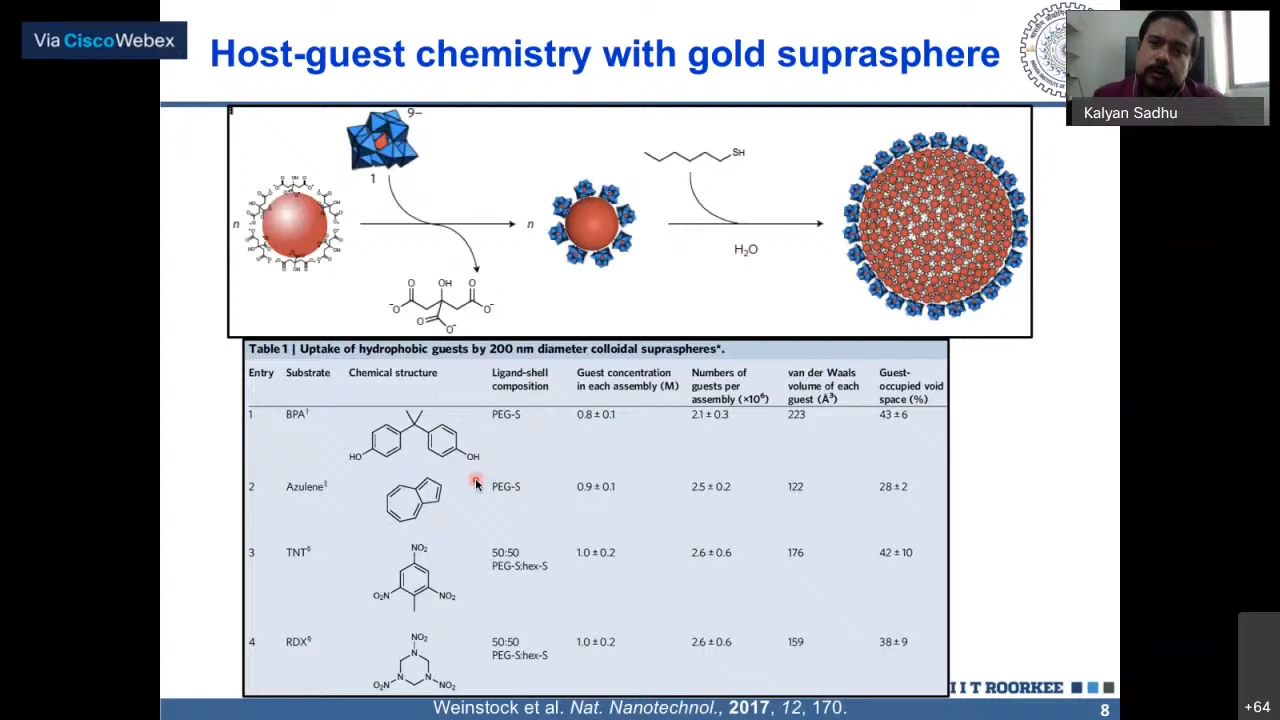 Via Cisco Webex
Host-guest chemistry with gold suprasphere
Kalyan Sadhu
9−
1
n
n
SH
H₂O
O
OH
O
⁻O
O⁻
O
O⁻
Table 1 | Uptake of hydrophobic guests by 200 nm diameter colloidal suprasheres*.
Entry Substrate Chemical structure Ligand-shell composition Guest concentration in each assembly (M) Numbers of guests per assembly (×10⁶) van der Waals volume of each guest (Å³) Guest-occupied void space (%)
1 BPA† PEG-S 0.8 ± 0.1 2.1 ± 0.3 223 43 ± 6
HO OH
2 Azulene‡ PEG-S 0.9 ± 0.1 2.5 ± 0.2 122 28 ± 2
NO₂
3 TNT§ 50:50 1.0 ± 0.2 2.6 ± 0.6 176 42 ± 10
PEG-S:hex-S
O₂N NO₂
NO₂
4 RDX§ 50:50 1.0 ± 0.2 2.6 ± 0.6 159 38 ± 9
N PEG-S:hex-S
N N
O₂N NO₂
I I T ROORKEE
Weinstock et al. Nat. Nanotechnol., 2017, 12, 170.
8
+64